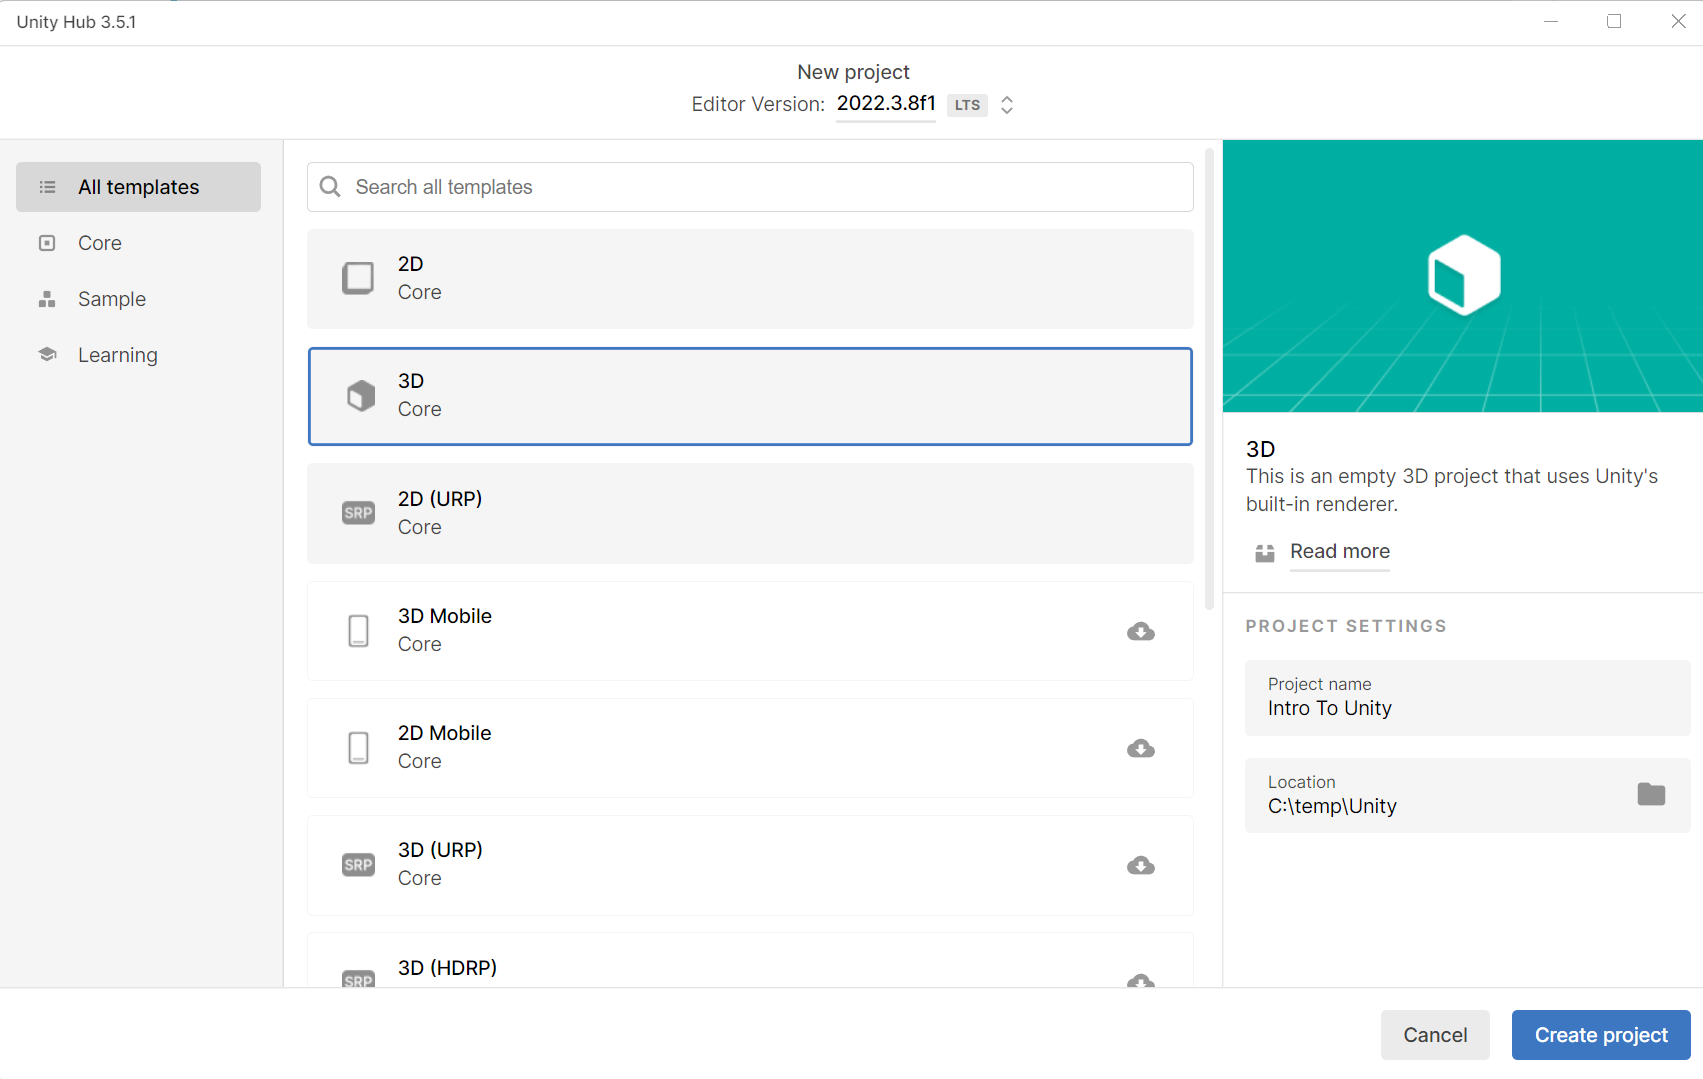 Unity Hub 3.5.1
New project
Editor Version: 2022.3.8f1 LTS
All templates
Core
Sample
Learning
Search all templates
2D
Core
3D
Core
SRP
2D (URP)
Core
3D Mobile
Core
2D Mobile
Core
SRP
3D (URP)
Core
SRP
3D (HDRP)
3D
This is an empty 3D project that uses Unity's
built-in renderer.
Read more
PROJECT SETTINGS
Project name
Intro To Unity
Location
C:\temp\Unity
Cancel
Create project